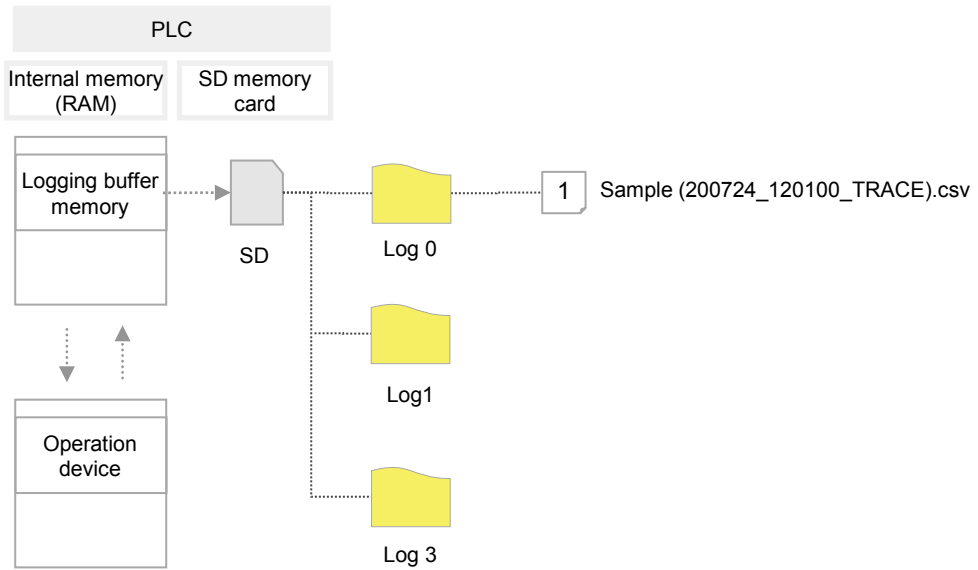 PLC
Internal memory
(RAM)
SD memory
card
Logging buffer
memory
SD
Log 0
1
Sample (200724_120100_TRACE).csv
Log1
Operation
device
Log 3